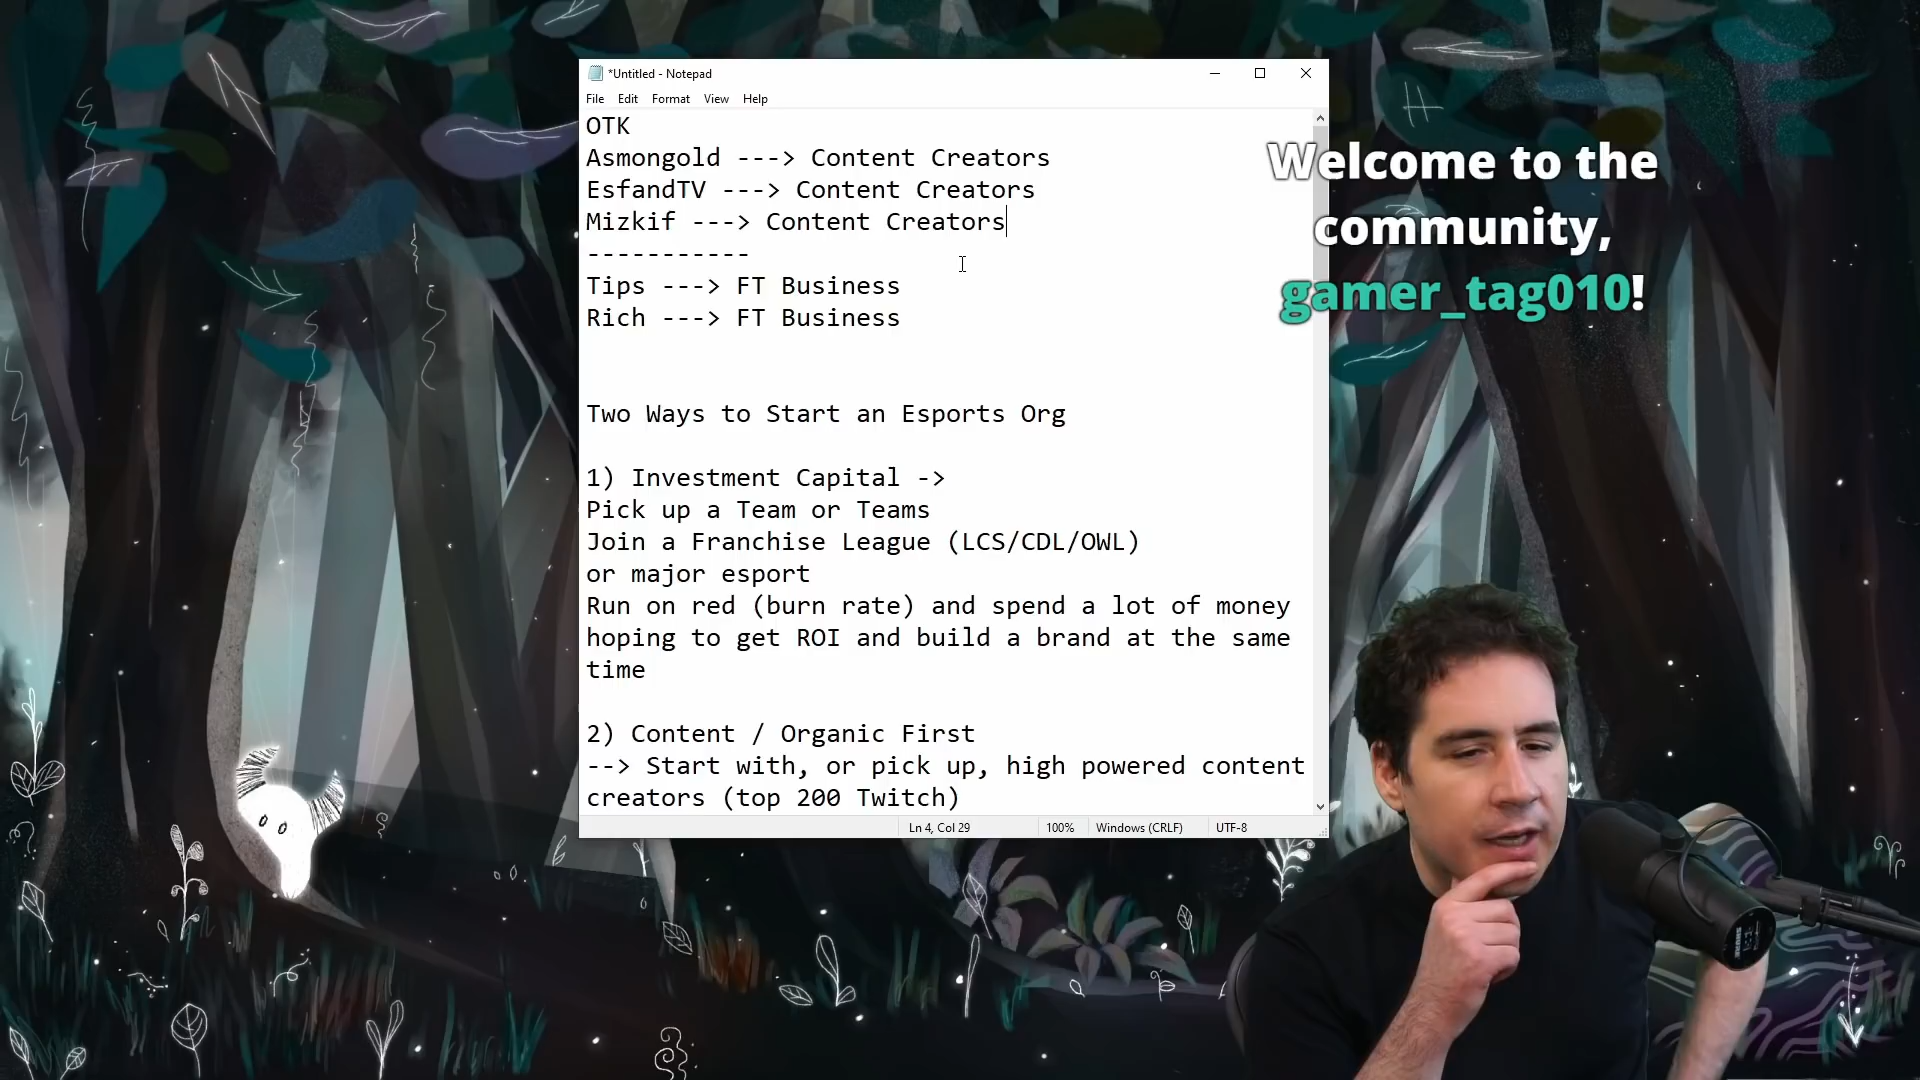 *Untitled - Notepad
File Edit Format View Help
OTK
Asmongold ---> Content Creators
EsfandTV ---> Content Creators
Mizkif ---> Content Creators
-----------
Tips ---> FT Business
Rich ---> FT Business
Two Ways to Start an Esports Org
1) Investment Capital ->
Pick up a Team or Teams
Join a Franchise League (LCS/CDL/OWL)
or major esport
Run on red (burn rate) and spend a lot of money
hoping to get ROI and build a brand at the same
time
2) Content / Organic First
--> Start with, or pick up, high powered content
creators (top 200 Twitch)
Ln 4, Col 29 100% Windows (CRLF) UTF-8
Welcome to the
community,
gamer_tag010!